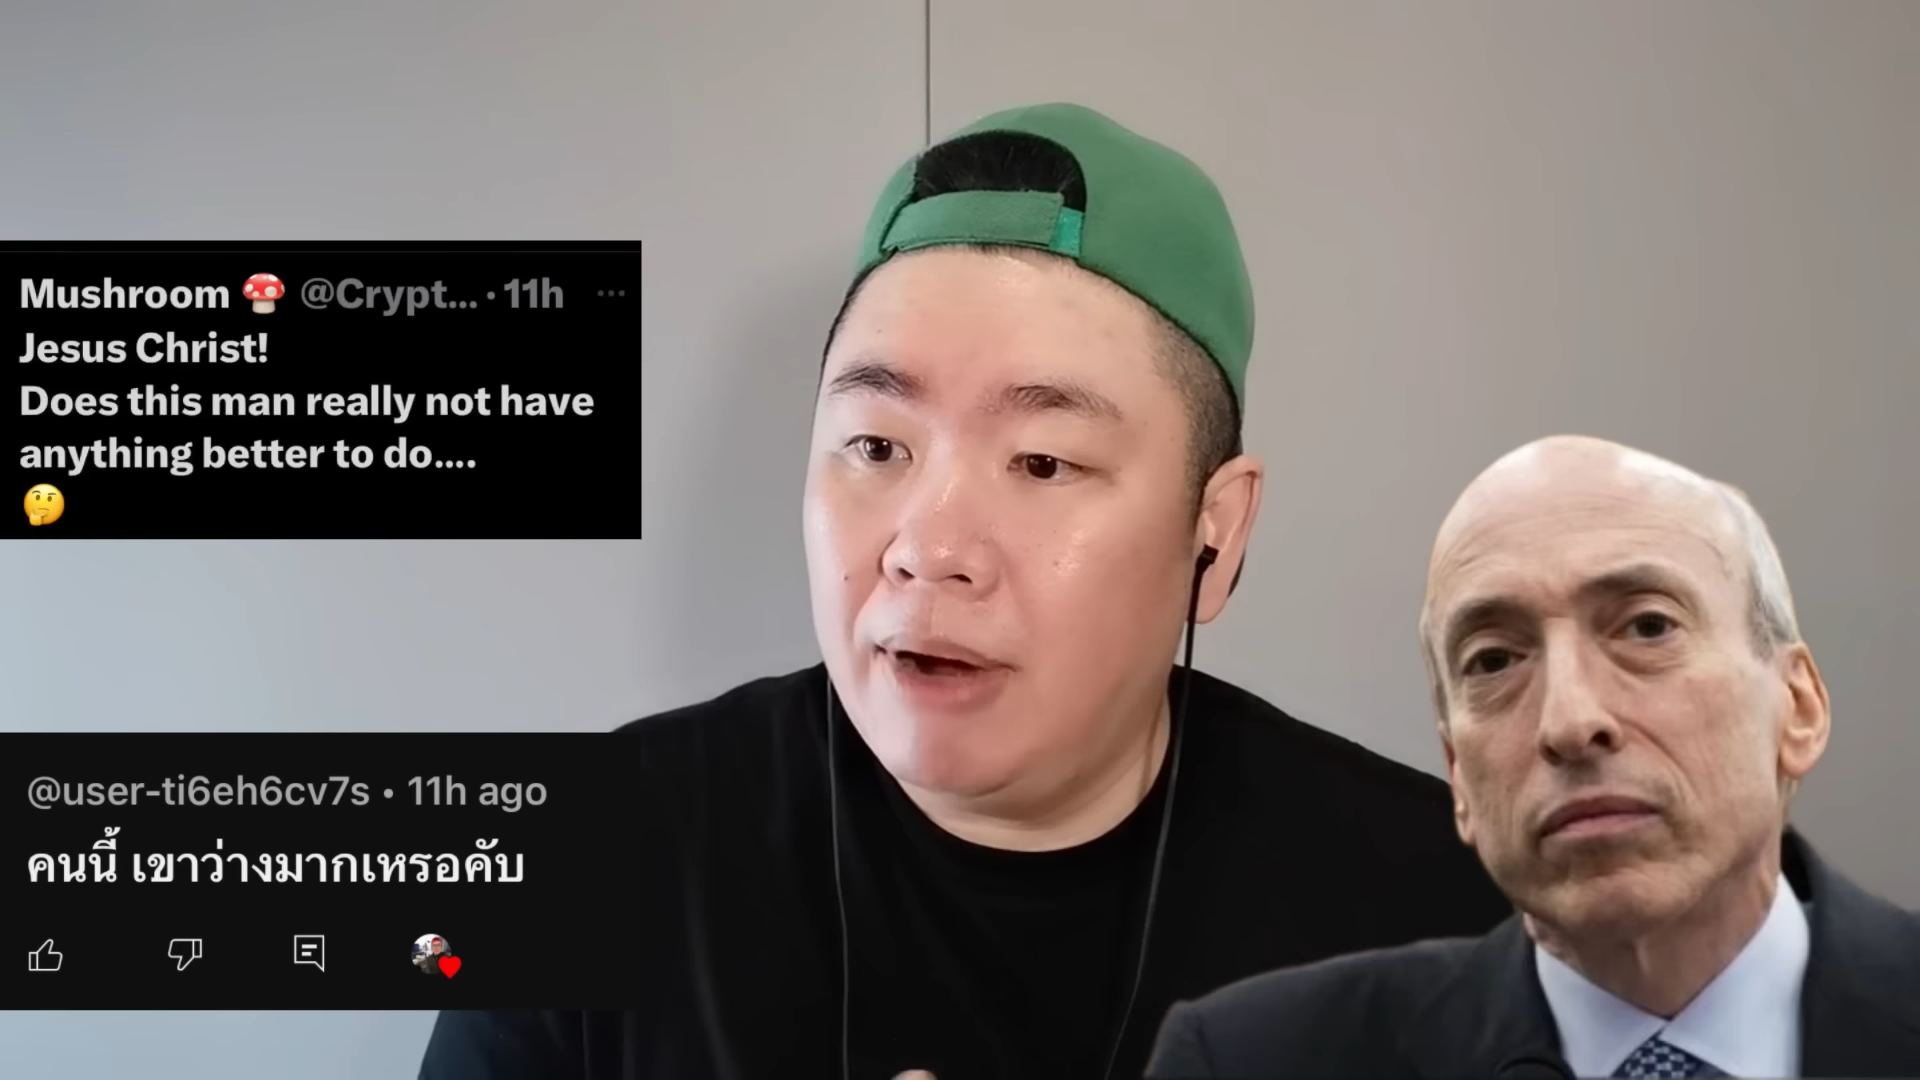 Mushroom 🍄 @Crypt... · 11h
Jesus Christ!
Does this man really not have
anything better to do....
🤔
@user-ti6eh6cv7s • 11h ago
คนนี้ เขาว่างมากเหรอคับ